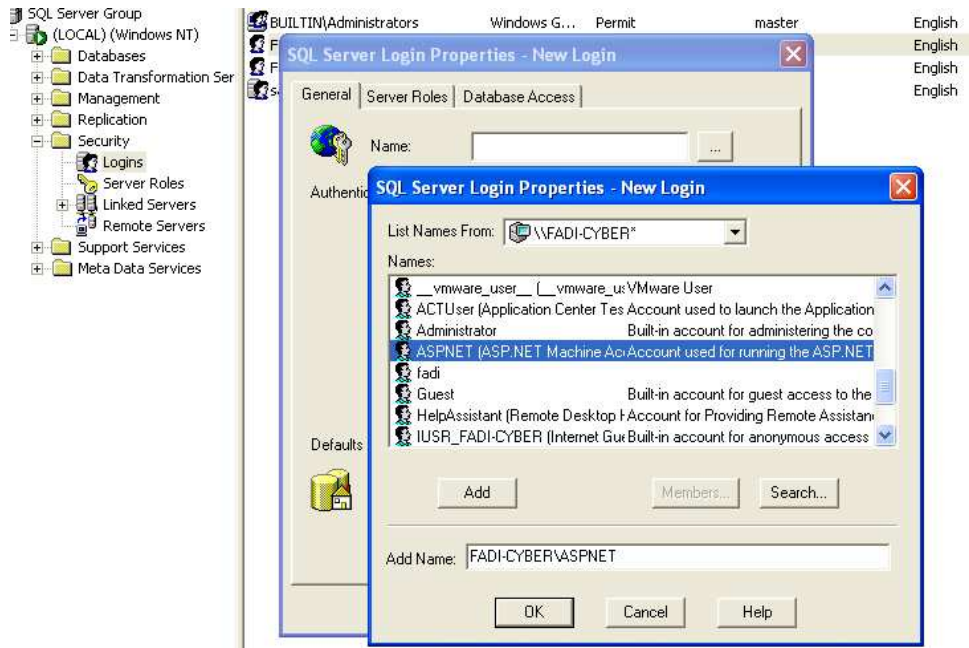 SQL Server Group
(LOCAL) (Windows NT)
Databases
Data Transformation Ser
Management
Replication
Security
Logins
Server Roles
Linked Servers
Remote Servers
Support Services
Meta Data Services
BUILTIN\Administrators Windows G... Permit master English
F English
F English
s English
SQL Server Login Properties - New Login
General Server Roles Database Access
Name: ...
Authentic
Defaults
SQL Server Login Properties - New Login
List Names From: \\FADI-CYBER*
Names:
__vmware_user__ (__vmware_us VMware User
ACTUser (Application Center Tes Account used to launch the Application
Administrator Built-in account for administering the co
ASPNET (ASP.NET Machine Acc Account used for running the ASP.NET
fadi
Guest Built-in account for guest access to the
HelpAssistant (Remote Desktop H Account for Providing Remote Assistan
IUSR_FADI-CYBER (Internet Gue Built-in account for anonymous access
Add Members... Search...
Add Name: FADI-CYBER\ASPNET
OK Cancel Help